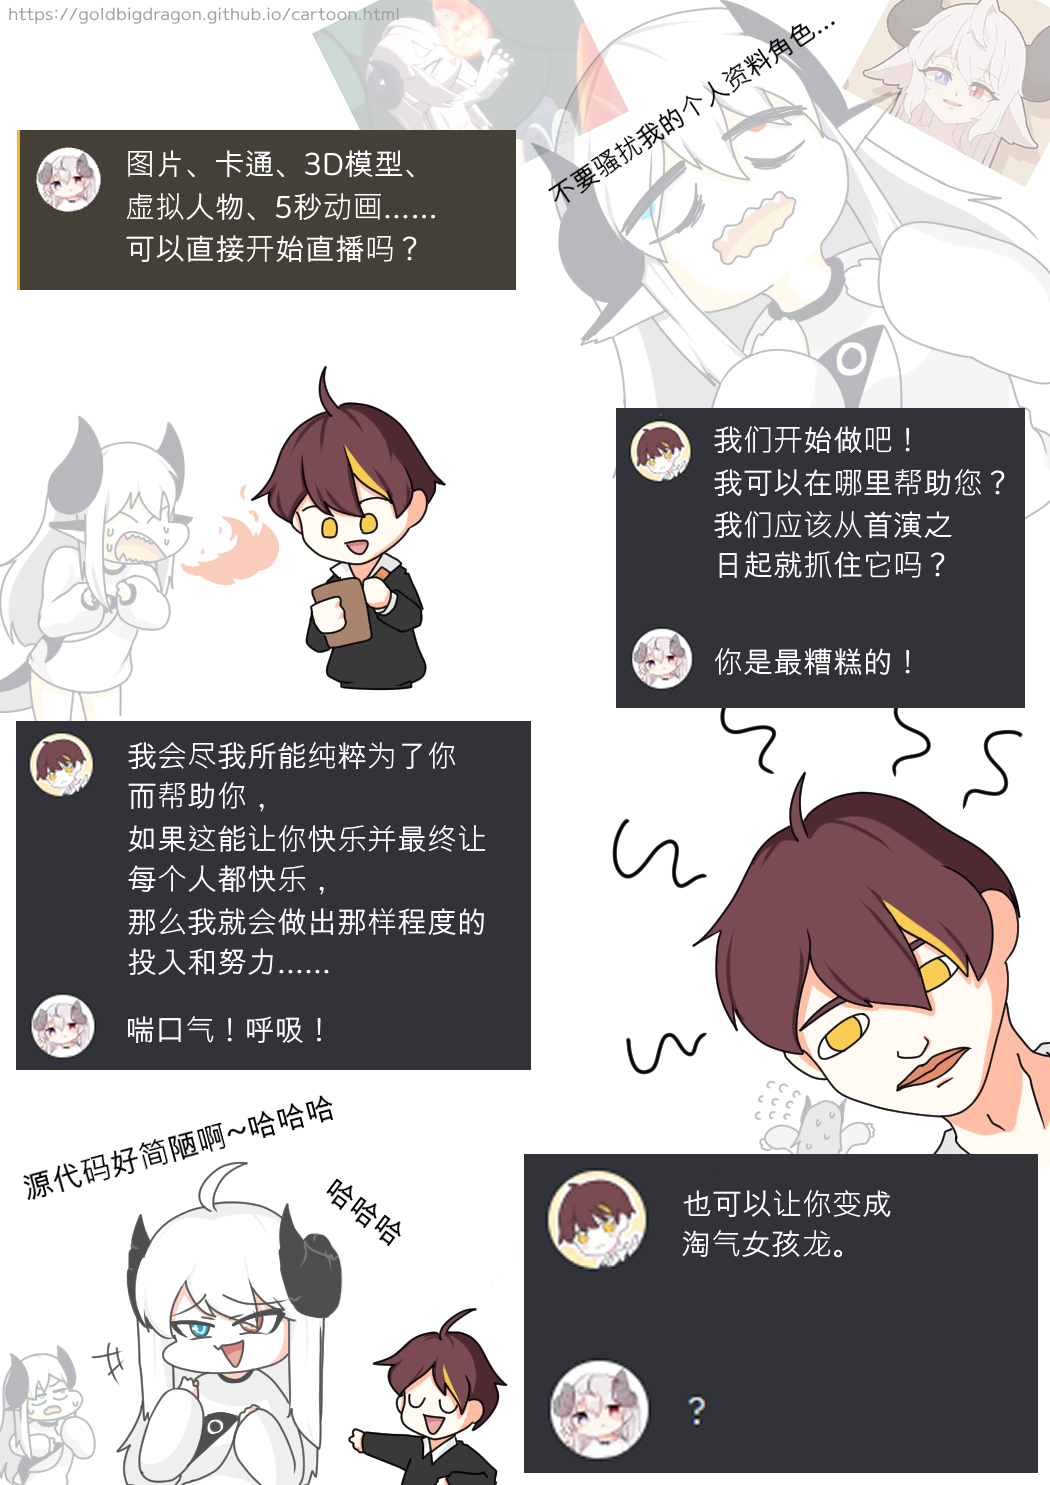 https://goldbigdragon.github.io/cartoon.html
不要骚扰我的个人资料角色...
图片、卡通、3D模型、
虚拟人物、5秒动画......
可以直接开始直播吗？
我们开始做吧！
我可以在哪里帮助您？
我们应该从首演之
日起就抓住它吗？
你是最糟糕的！
我会尽我所能纯粹为了你
而帮助你，
如果这能让你快乐并最终让
每个人都快乐，
那么我就会做出那样程度的
投入和努力......
喘口气！呼吸！
源代码好简陋啊~哈哈哈
哈哈哈
也可以让你变成
淘气女孩龙。
？